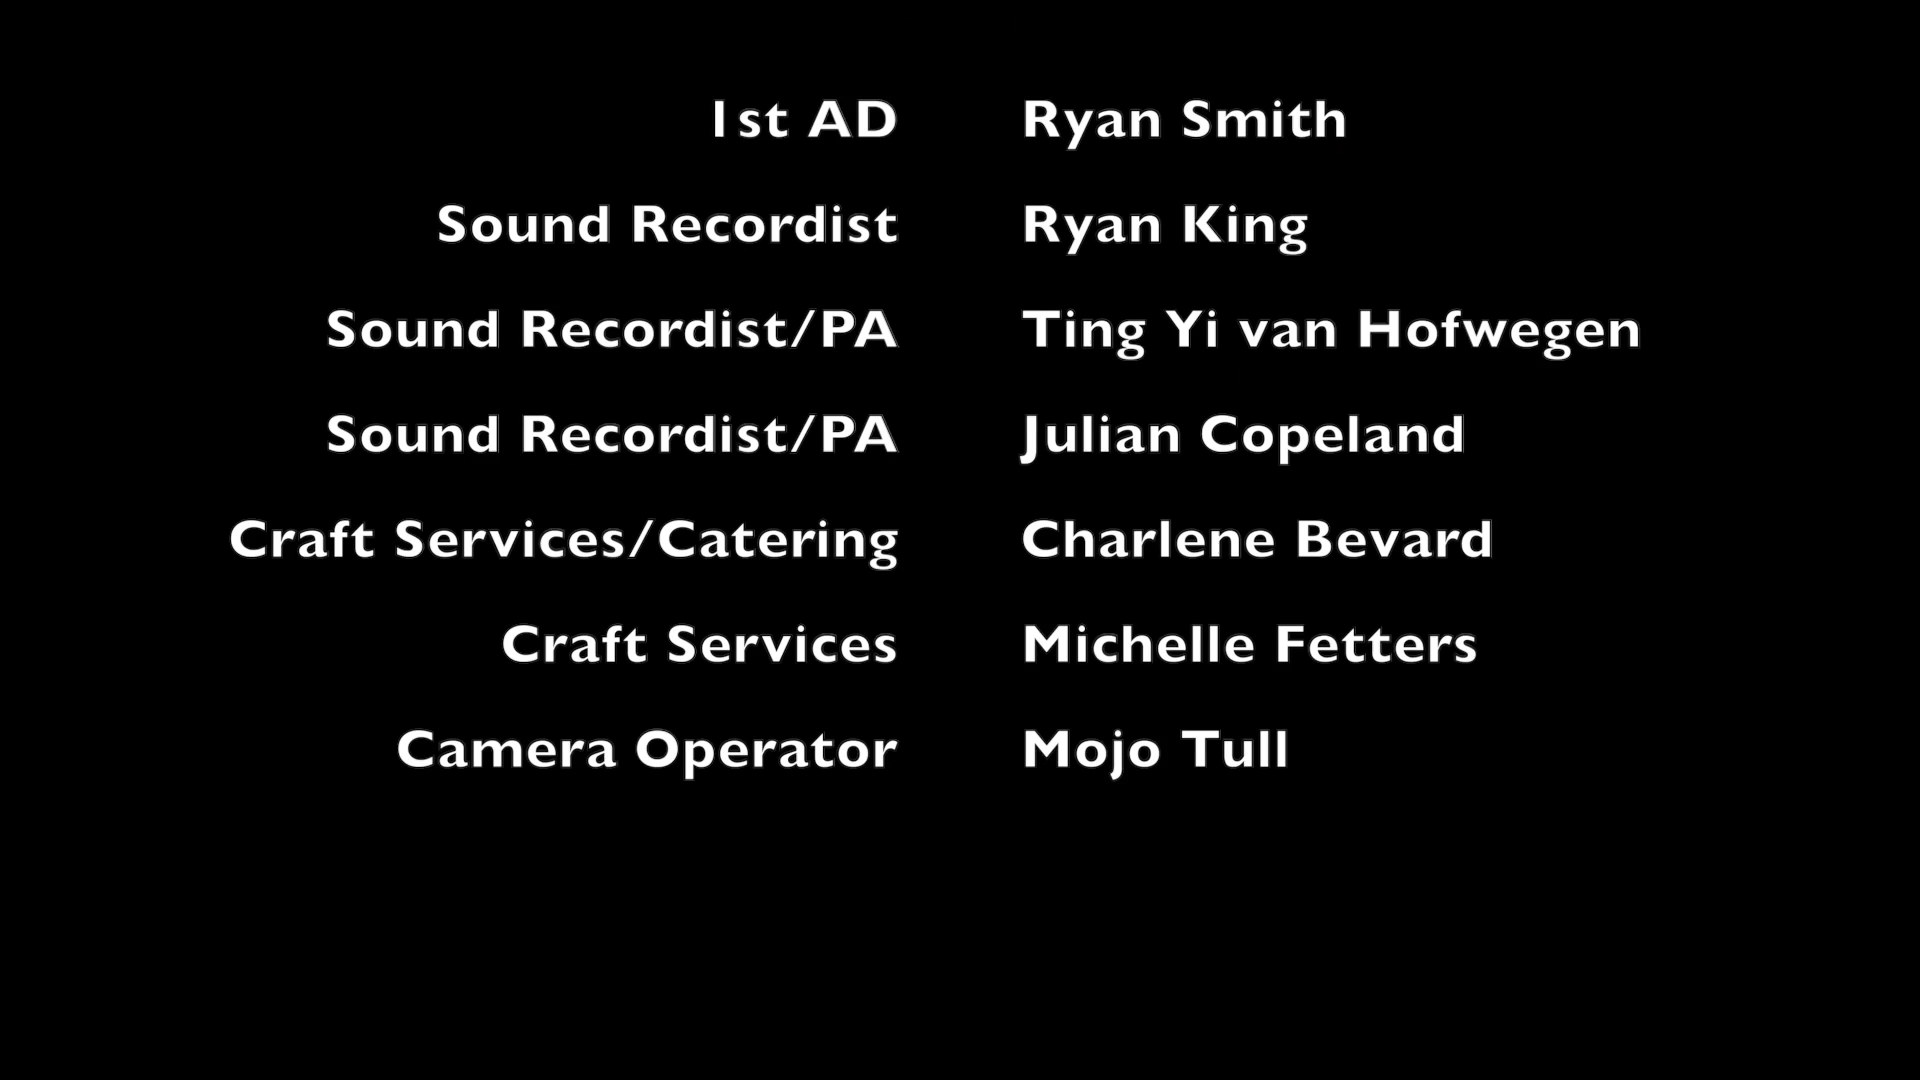 1st AD Ryan Smith
Sound Recordist Ryan King
Sound Recordist/PA Ting Yi van Hofwegen
Sound Recordist/PA Julian Copeland
Craft Services/Catering Charlene Bevard
Craft Services Michelle Fetters
Camera Operator Mojo Tull